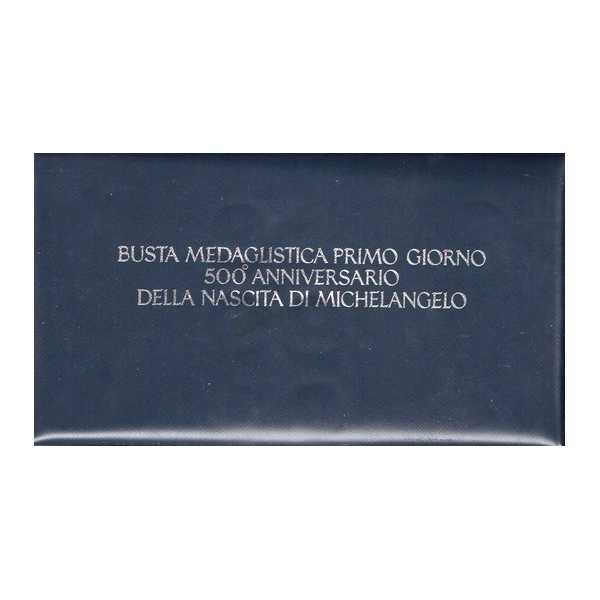 BUSTA MEDAGLISTICA PRIMO GIORNO
500° ANNIVERSARIO
DELLA NASCITA DI MICHELANGELO